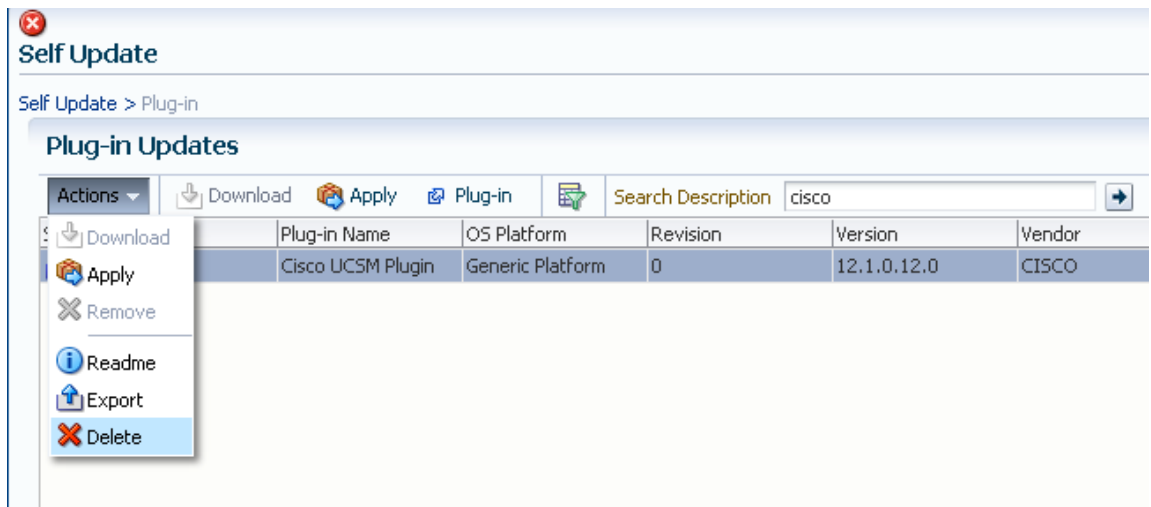 Self Update
Self Update > Plug-in
Plug-in Updates
Actions Download Apply Plug-in Search Description cisco
Plug-in Name OS Platform Revision Version Vendor
Cisco UCSM Plugin Generic Platform 0 12.1.0.12.0 CISCO
Download
Apply
Remove
Readme
Export
Delete